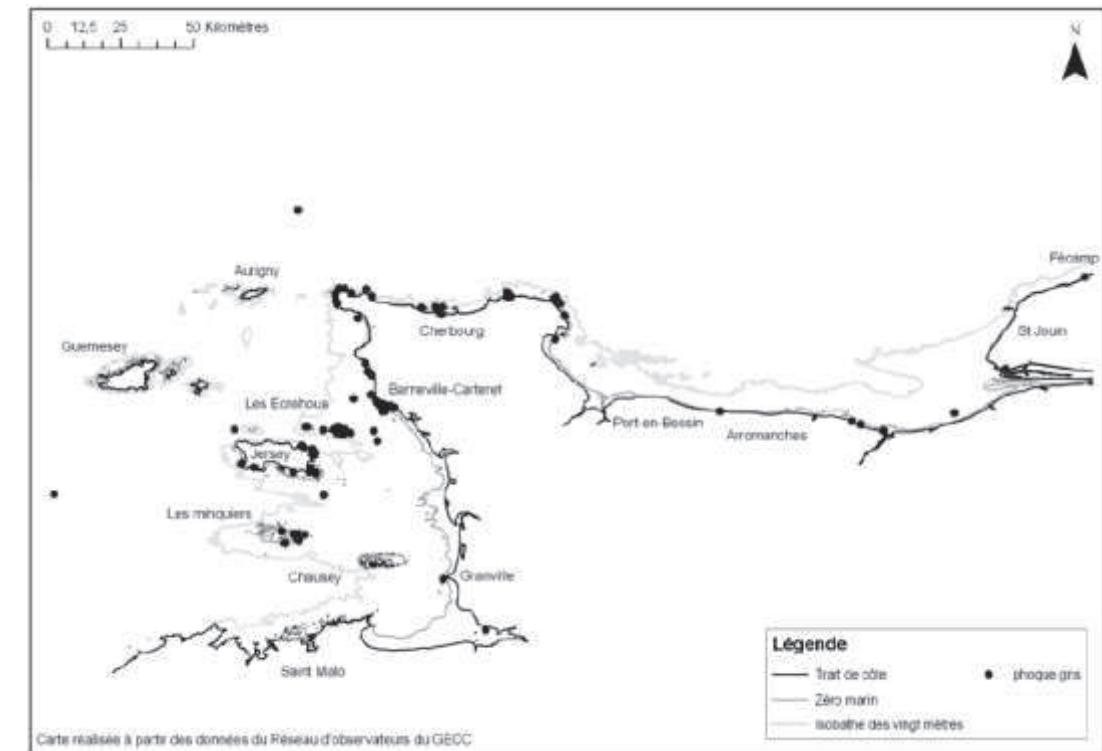 0 12,5 25 50 Kilomètres
N
Aurigny
Fécamp
Cherbourg
St Jouin
Guernesey
Barneville-Carteret
Les Ecréhous
Port-en-Bessin
Arromanches
Jersey
Les minquiers
Chausey
Granville
Saint Malo
Légende
Trait de côte
phoque gris
Zéro marin
Isobathe des vingt mètres
Carte réalisée à partir des données du Réseau d'observateurs du GECC